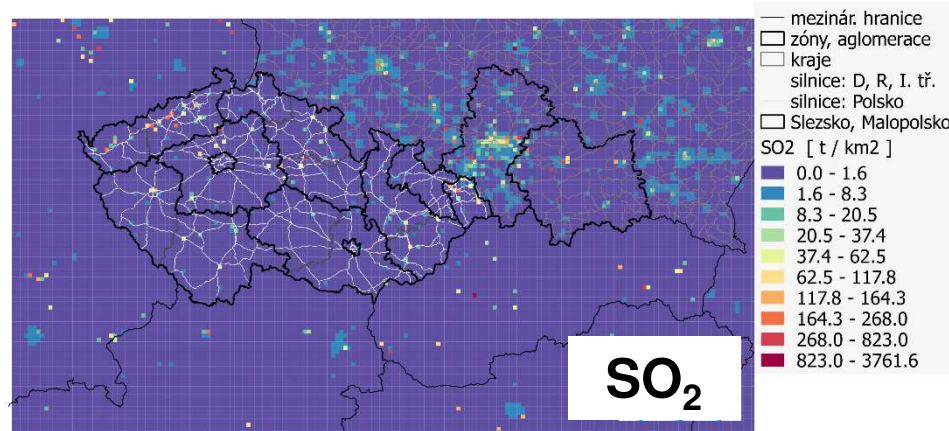 mezinár. hranice
zóny, aglomerace
kraje
silnice: D, R, I. tř.
silnice: Polsko
Slezsko, Malopolsko
SO2 [ t / km2 ]
0.0 - 1.6
1.6 - 8.3
8.3 - 20.5
20.5 - 37.4
37.4 - 62.5
62.5 - 117.8
117.8 - 164.3
164.3 - 268.0
268.0 - 823.0
823.0 - 3761.6
SO₂